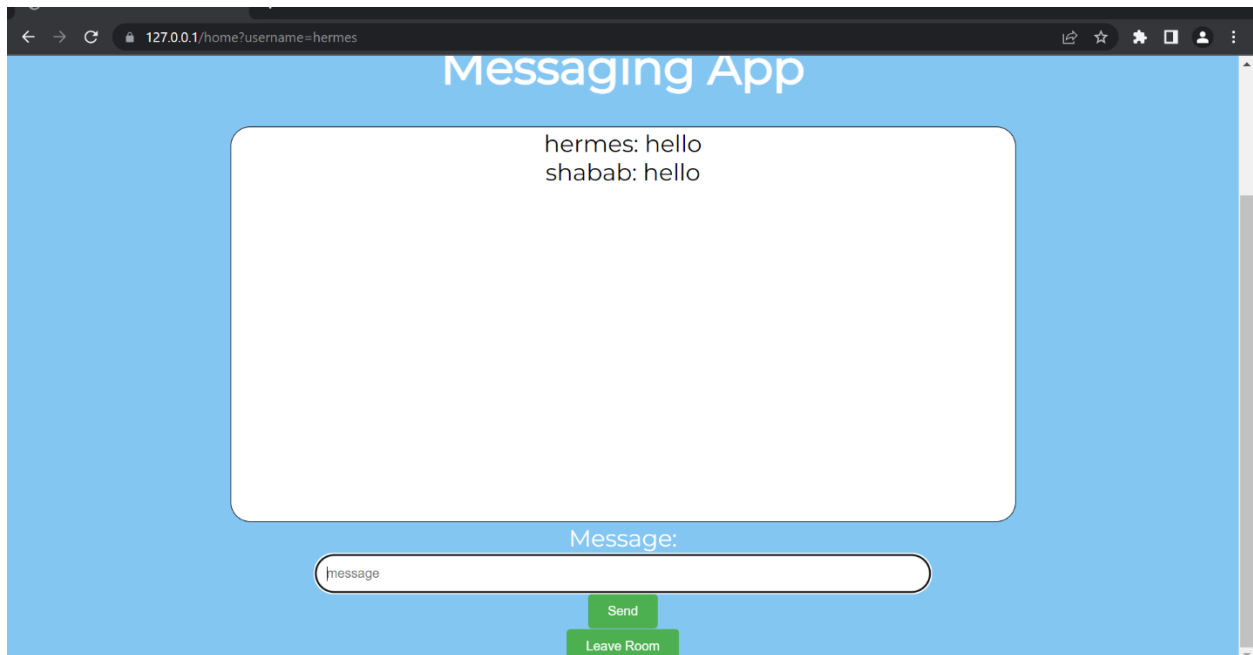 127.0.0.1/home?username=hermes
Messaging App
hermes: hello
shabab: hello
Message:
message
Send
Leave Room